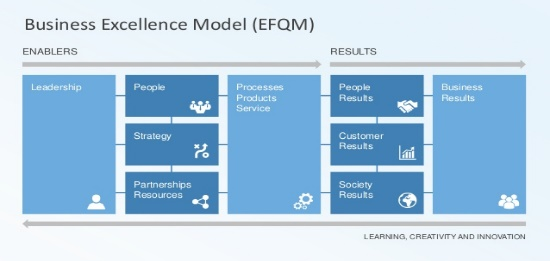 Business Excellence Model (EFQM)
ENABLERS
RESULTS
Leadership
People
Strategy
Partnerships
Resources
Processes
Products
Service
People
Results
Customer
Results
Society
Results
Business
Results
LEARNING, CREATIVITY AND INNOVATION